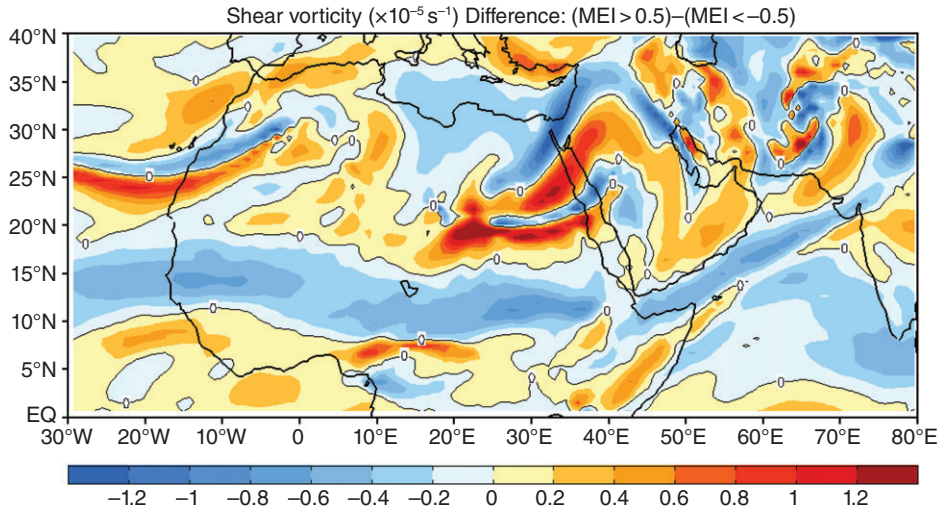 Shear vorticity (×10⁻⁵ s⁻¹) Difference: (MEI > 0.5)–(MEI < −0.5)
40°N
35°N
30°N
25°N
20°N
15°N
10°N
5°N
EQ
30°W 20°W 10°W 0 10°E 20°E 30°E 40°E 50°E 60°E 70°E 80°E
−1.2 −1 −0.8 −0.6 −0.4 −0.2 0 0.2 0.4 0.6 0.8 1 1.2